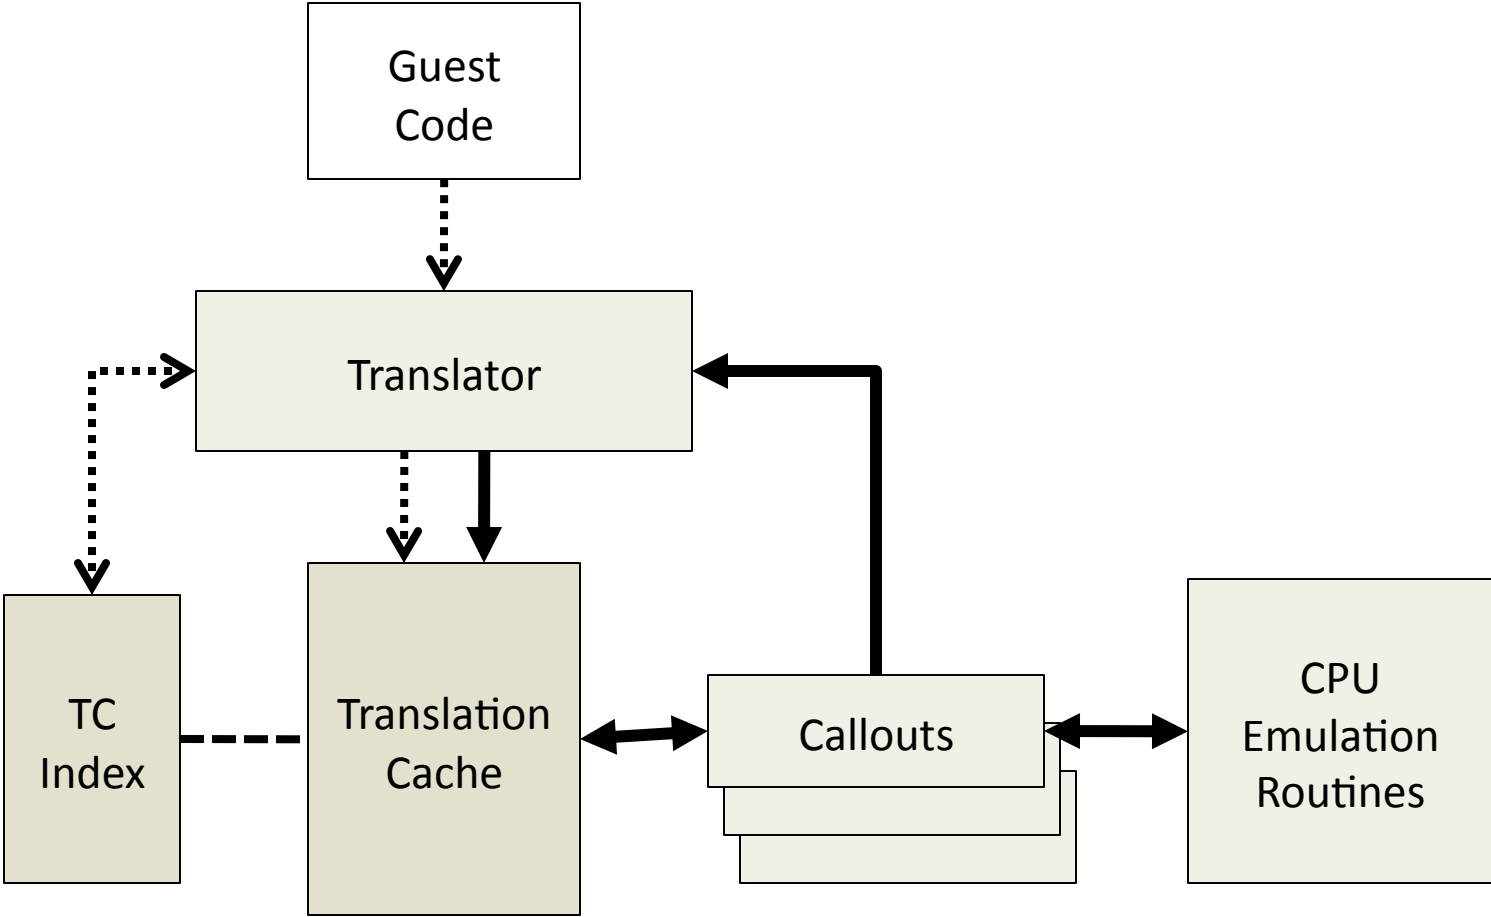 Guest
Code
Translator
TC
Index
Translation
Cache
Callouts
CPU
Emulation
Routines